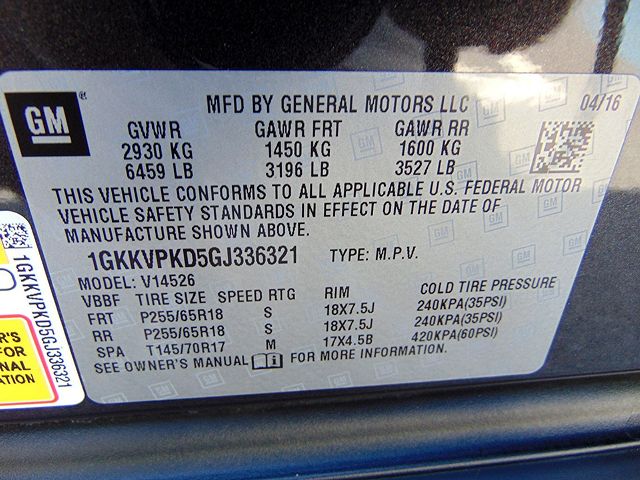 GM
MFD BY GENERAL MOTORS LLC 04/16
GVWR GAWR FRT GAWR RR
2930 KG 1450 KG 1600 KG
6459 LB 3196 LB 3527 LB
THIS VEHICLE CONFORMS TO ALL APPLICABLE U.S. FEDERAL MOTOR
VEHICLE SAFETY STANDARDS IN EFFECT ON THE DATE OF
MANUFACTURE SHOWN ABOVE.
1GKKVPKD5GJ336321 TYPE: M.P.V.
MODEL: V14526
VBBF TIRE SIZE SPEED RTG RIM COLD TIRE PRESSURE
FRT P255/65R18 S 18X7.5J 240KPA(35PSI)
RR P255/65R18 S 18X7.5J 240KPA(35PSI)
SPA T145/70R17 M 17X4.5B 420KPA(60PSI)
SEE OWNER'S MANUAL FOR MORE INFORMATION.
1GKKVPKD5GJ336321
R'S
FOR
ONAL
ION